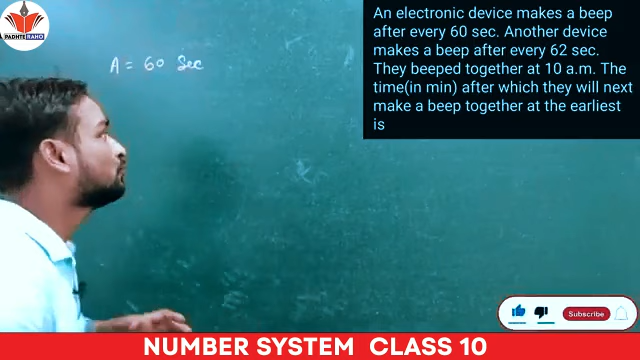 PADHTE RAHO
An electronic device makes a beep
after every 60 sec. Another device
makes a beep after every 62 sec.
They beeped together at 10 a.m. The
time(in min) after which they will next
make a beep together at the earliest
is
A = 60 Sec
Subscribe
NUMBER SYSTEM CLASS 10